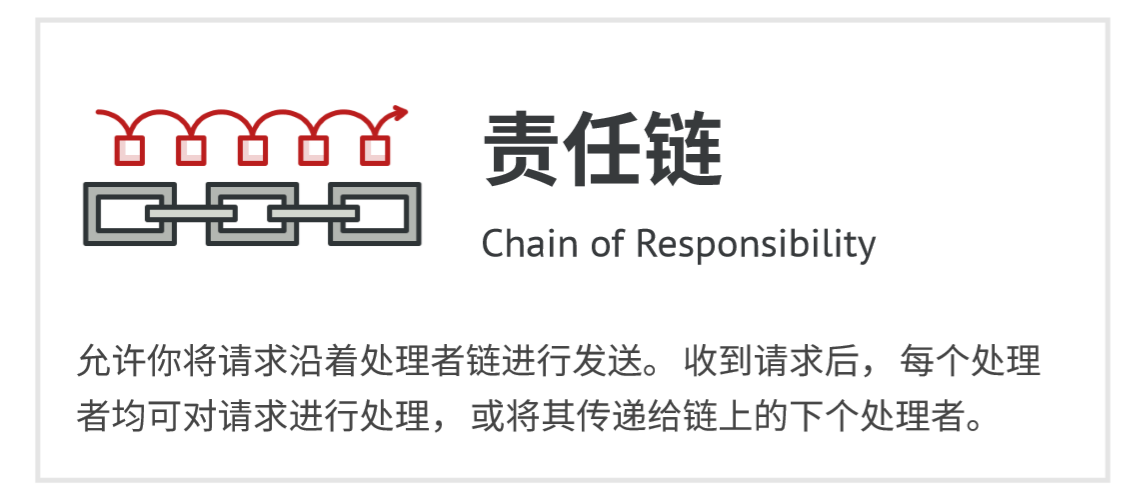 责任链
Chain of Responsibility
允许你将请求沿着处理者链进行发送。 收到请求后， 每个处理
者均可对请求进行处理， 或将其传递给链上的下个处理者。